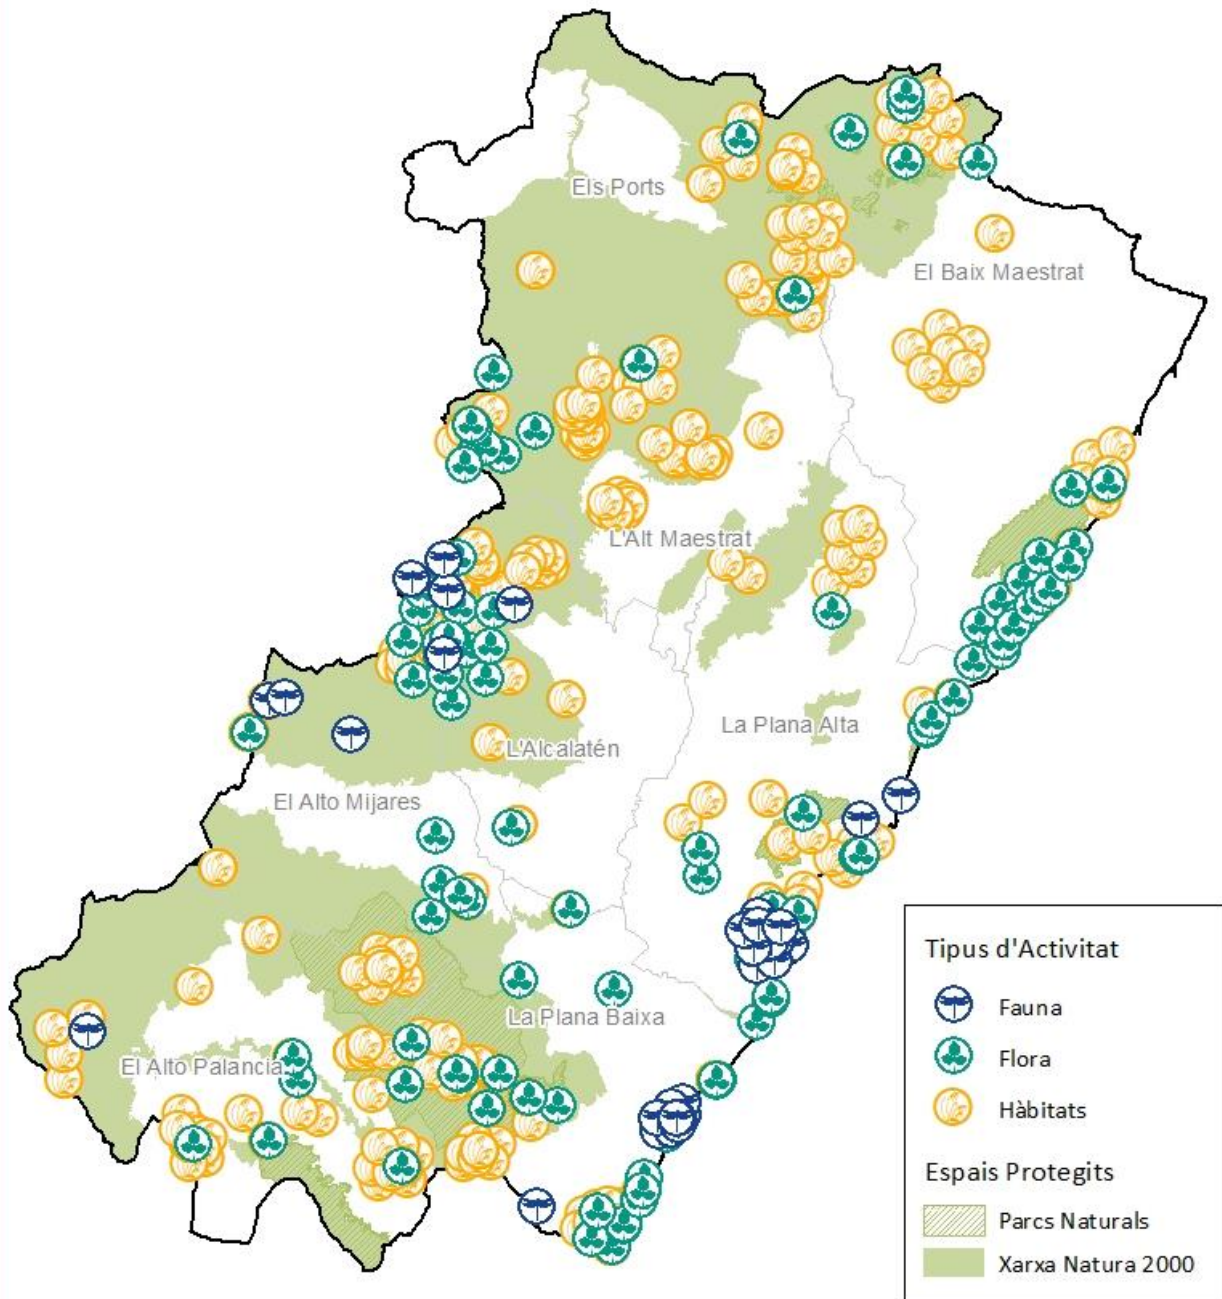 Els Ports
El Baix Maestrat
L'Alt Maestrat
La Plana Alta
L'Alcalatén
El Alto Mijares
La Plana Baixa
El Alto Palancia
Tipus d'Activitat
Fauna
Flora
Hàbitats
Espais Protegits
Parcs Naturals
Xarxa Natura 2000